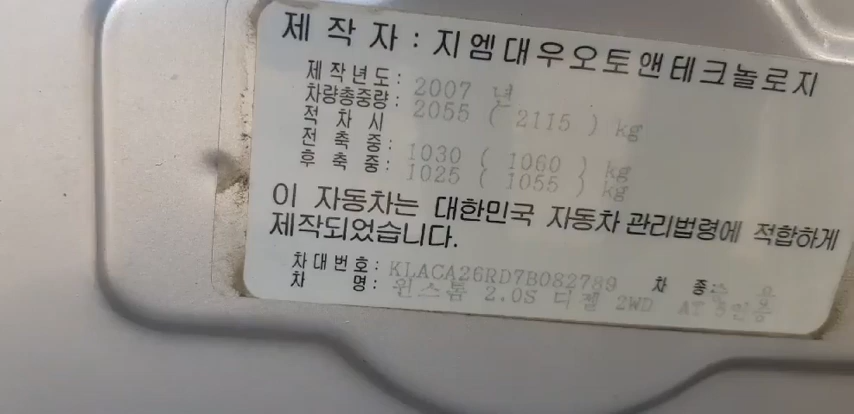 제 작 자 : 지엠대우오토앤테크놀로지
제작년도 : 2007 년
차량총중량 : 2055 ( 2115 ) kg
적 차 시
전 축 중 : 1030 ( 1060 ) kg
후 축 중 : 1025 ( 1055 ) kg
이 자동차는 대한민국 자동차관리법령에 적합하게
제작되었습니다.
차대번호 : KLACA26RD7B082789 차 종 : 승 용
차 명 : 윈스톰 2.0S 디젤 2WD AT 5인승